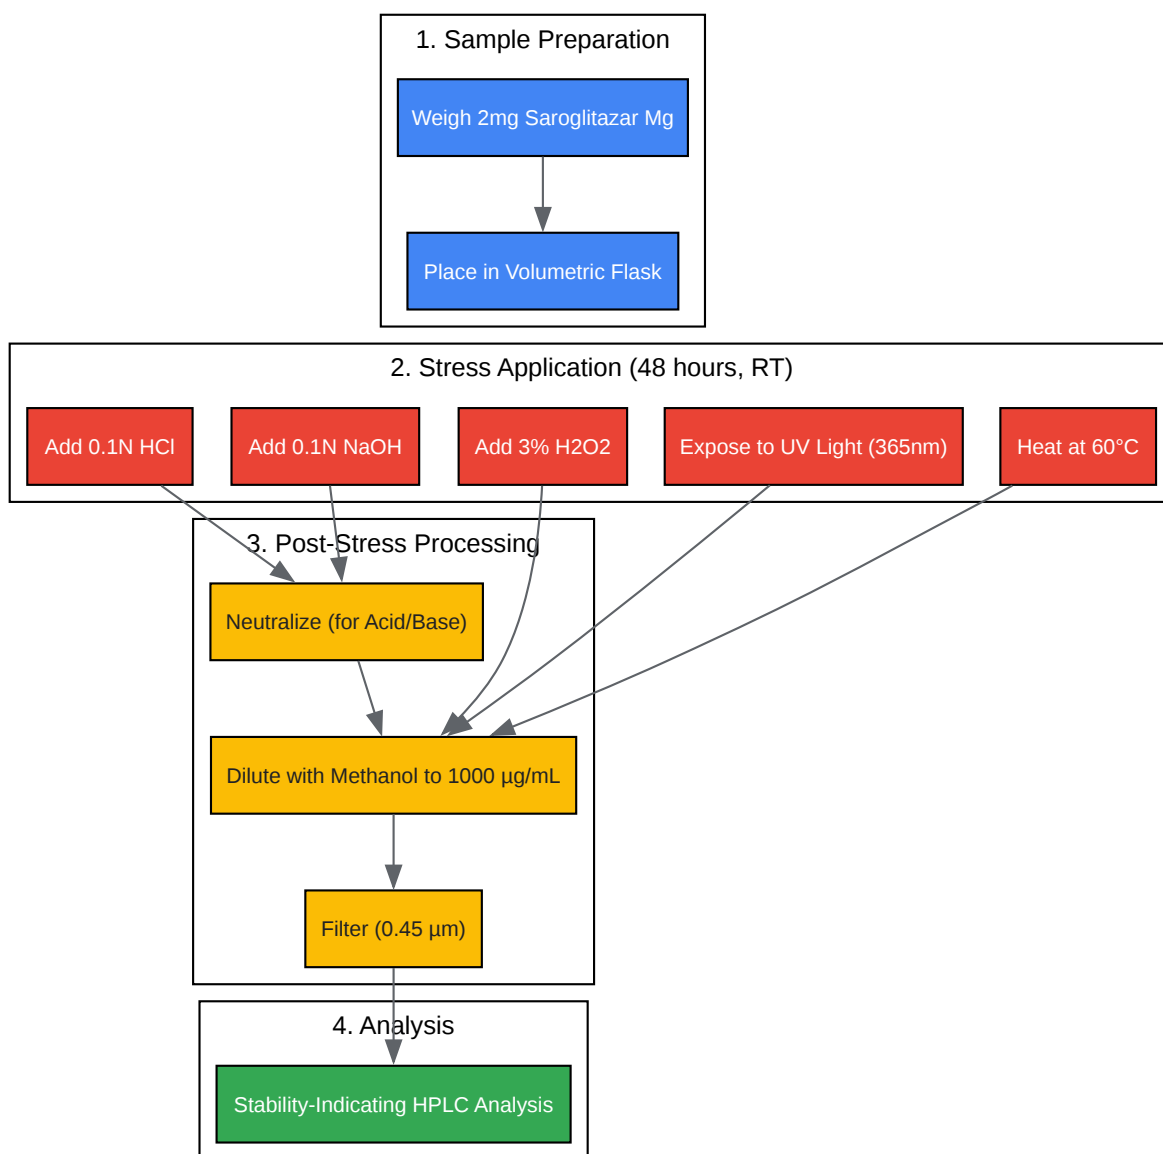 1. Sample Preparation
Weigh 2mg Saroglitazar Mg
Place in Volumetric Flask
2. Stress Application (48 hours, RT)
Add 0.1N HCl
Add 0.1N NaOH
Add 3% H2O2
Expose to UV Light (365nm)
Heat at 60°C
3. Post-Stress Processing
Neutralize (for Acid/Base)
Dilute with Methanol to 1000 µg/mL
Filter (0.45 µm)
4. Analysis
Stability-Indicating HPLC Analysis